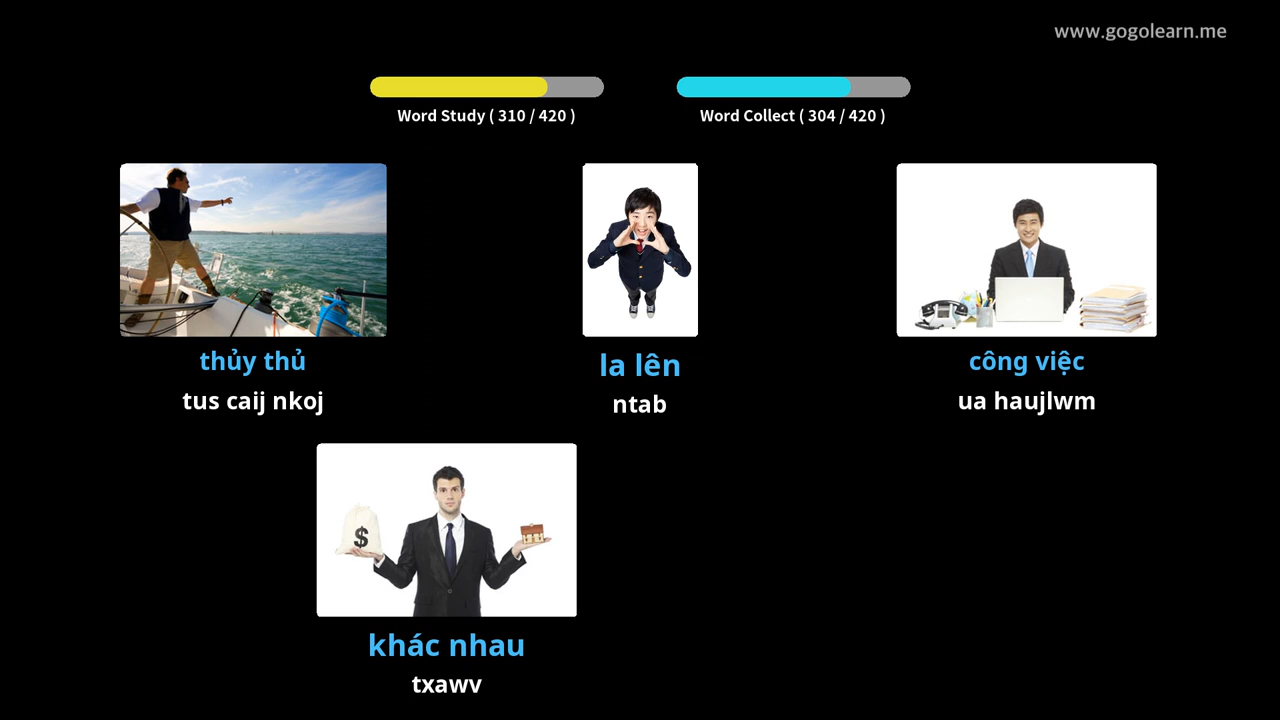 www.gogolearn.me
Word Study ( 310 / 420 )
Word Collect ( 304 / 420 )
thủy thủ
tus caij nkoj
la lên
ntab
công việc
ua haujlwm
$
khác nhau
txawv